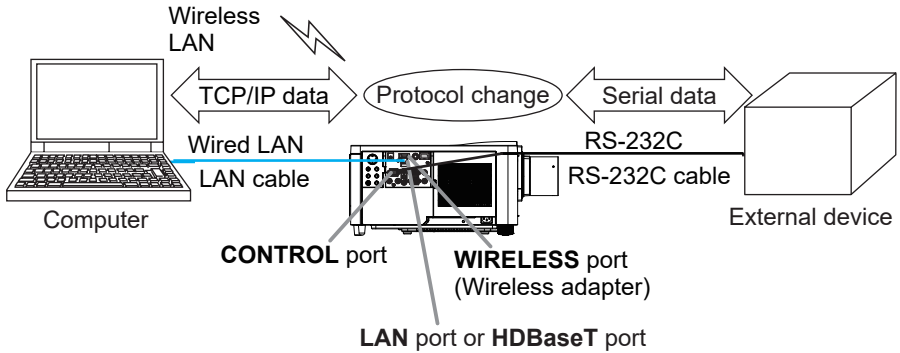 Wireless
LAN
TCP/IP data
Protocol change
Serial data
Wired LAN
RS-232C
LAN cable
RS-232C cable
Computer
External device
CONTROL port
WIRELESS port
(Wireless adapter)
LAN port or HDBaseT port